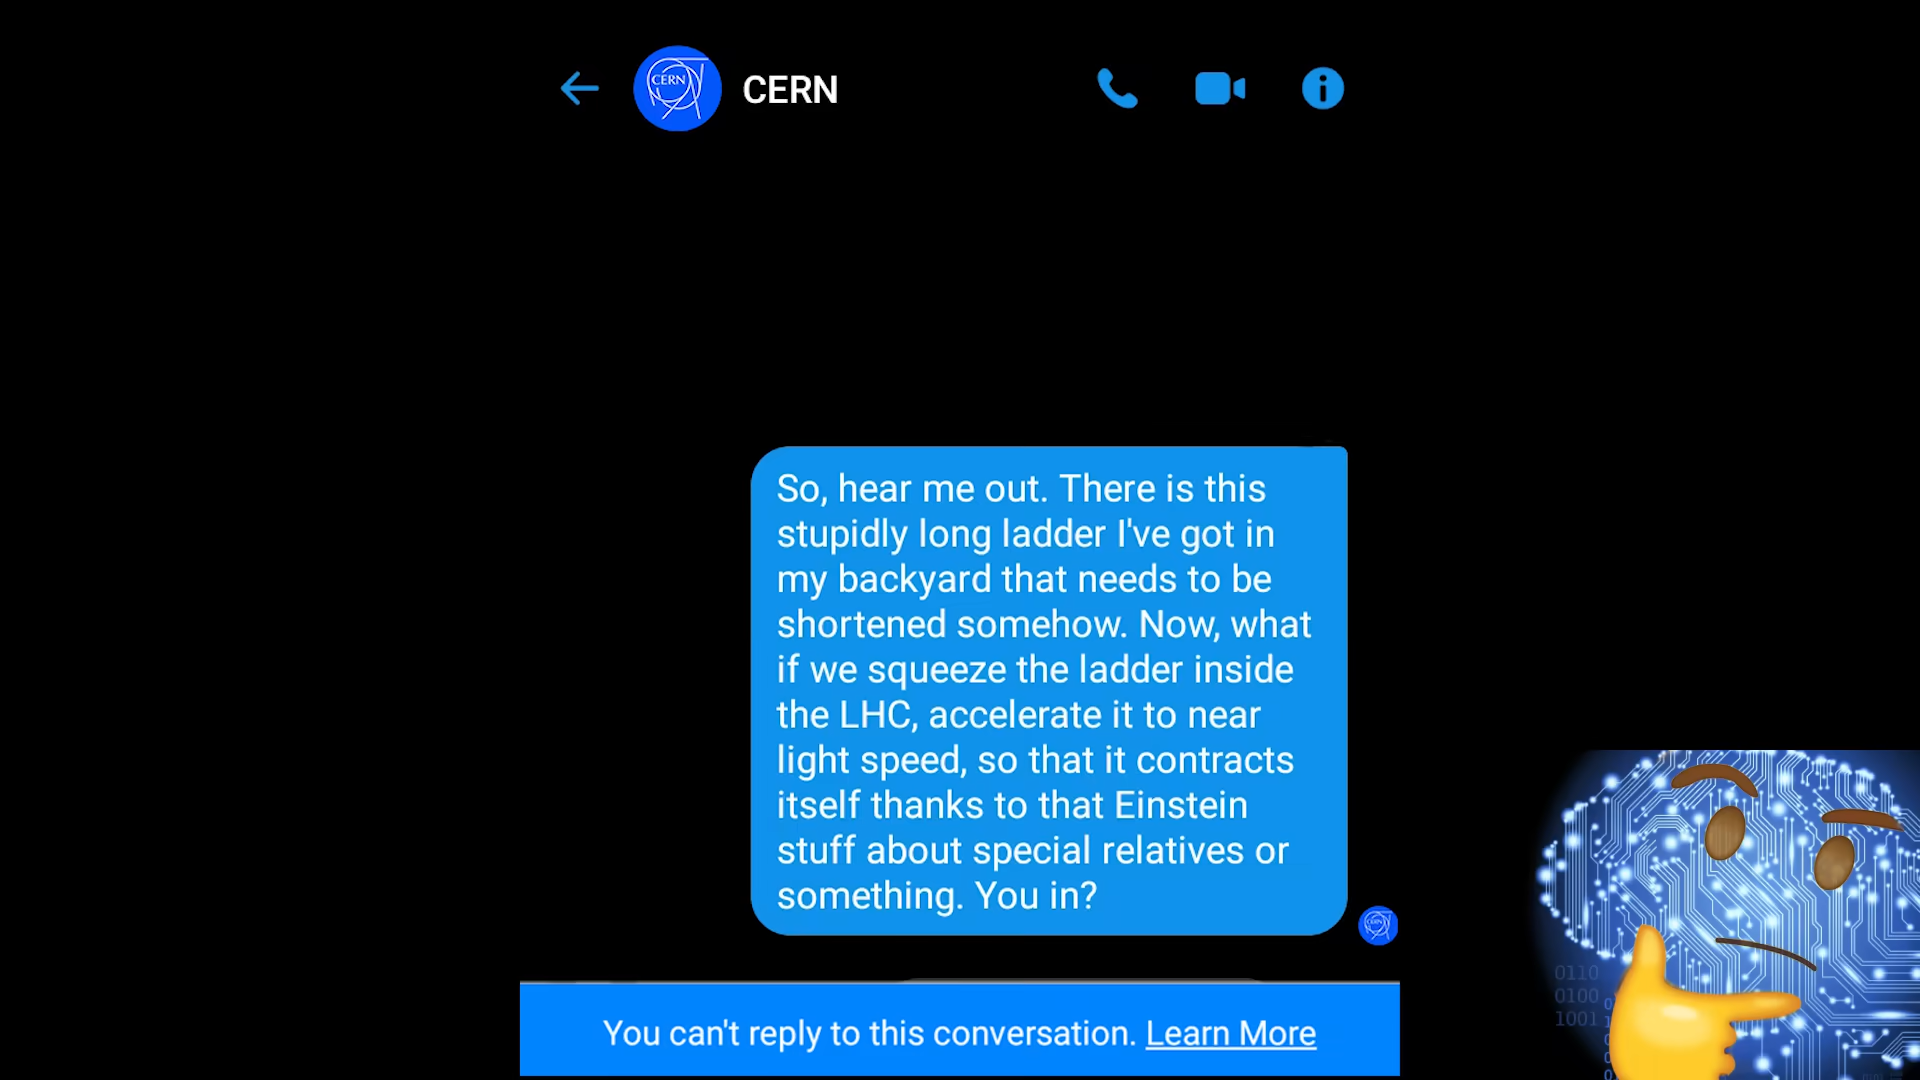 CERN
CERN
So, hear me out. There is this
stupidly long ladder I've got in
my backyard that needs to be
shortened somehow. Now, what
if we squeeze the ladder inside
the LHC, accelerate it to near
light speed, so that it contracts
itself thanks to that Einstein
stuff about special relatives or
something. You in?
CERN
You can't reply to this conversation. Learn More
0110
0100
1001